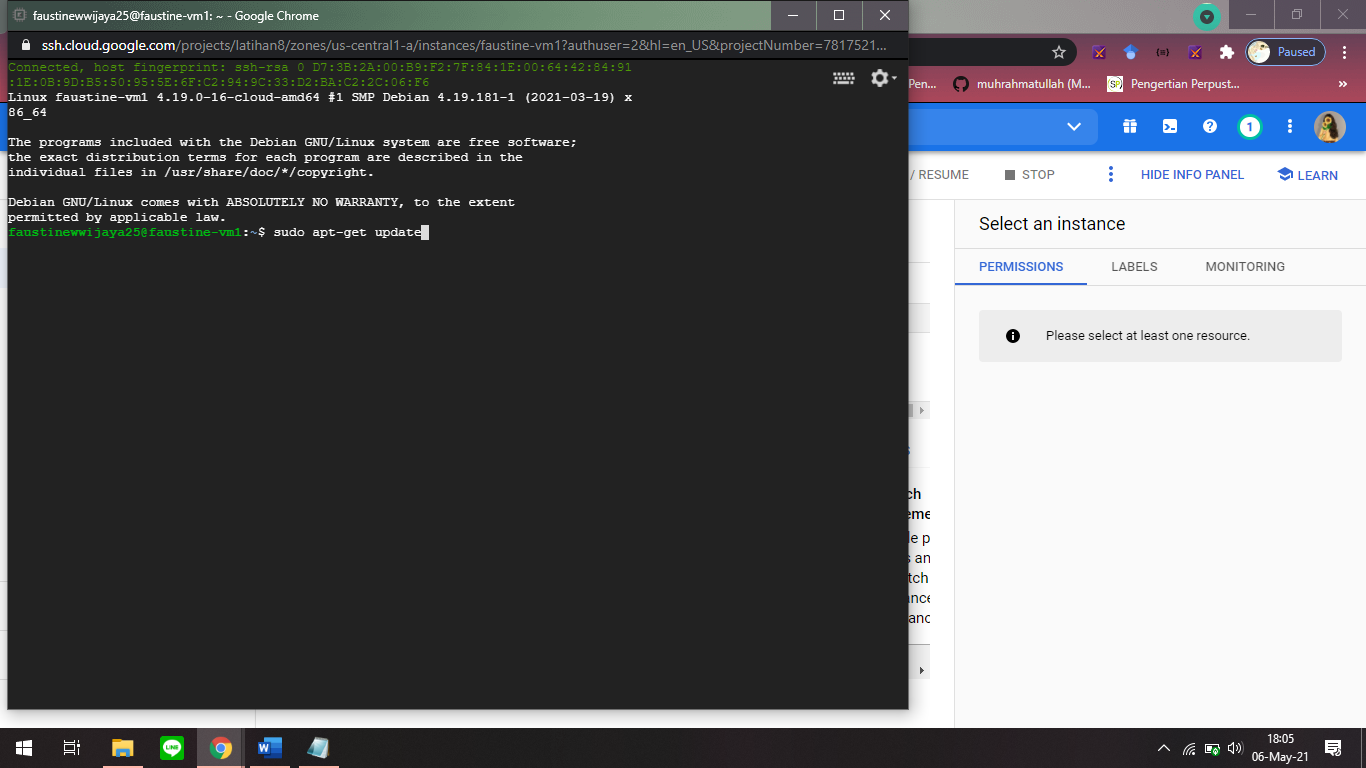 faustinewwijaya25@faustine-vm1: ~ - Google Chrome
ssh.cloud.google.com/projects/latihan8/zones/us-central1-a/instances/faustine-vm1?authuser=2&hl=en_US&projectNumber=7817521...
Connected, host fingerprint: ssh-rsa 0 D7:3B:2A:00:B9:F2:7F:84:1E:00:64:42:84:91
:1E:0B:9D:B5:50:95:5E:6F:C2:94:9C:33:D2:BA:C2:2C:06:F6
Linux faustine-vm1 4.19.0-16-cloud-amd64 #1 SMP Debian 4.19.181-1 (2021-03-19) x
86_64
The programs included with the Debian GNU/Linux system are free software;
the exact distribution terms for each program are described in the
individual files in /usr/share/doc/*/copyright.
Debian GNU/Linux comes with ABSOLUTELY NO WARRANTY, to the extent
permitted by applicable law.
faustinewwijaya25@faustine-vm1:~$ sudo apt-get update
Paused
Pen... muhrahmatullah (M... SP Pengertian Perpust... »
1
/ RESUME STOP HIDE INFO PANEL LEARN
Select an instance
PERMISSIONS LABELS MONITORING
Please select at least one resource.
LINE
W
18:05
06-May-21